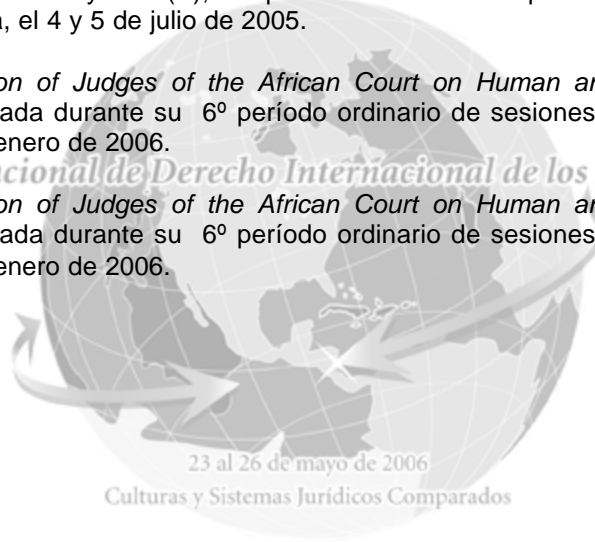 a, el 4 y 5 de julio de 2005.
on of Judges of the African Court on Human an
ada durante su 6º período ordinario de sesiones
enero de 2006.
cional de Derecho Internacional de los
on of Judges of the African Court on Human an
ada durante su 6º período ordinario de sesiones
enero de 2006.
23 al 26 de mayo de 2006
Culturas y Sistemas Jurídicos Comparados